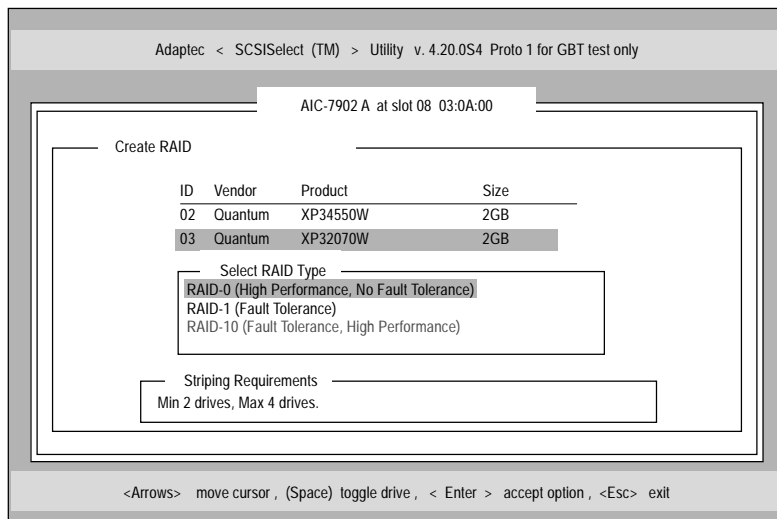 Adaptec < SCSISelect (TM) > Utility v. 4.20.0S4 Proto 1 for GBT test only
AIC-7902 A at slot 08 03:0A:00
Create RAID
ID Vendor Product Size
02 Quantum XP34550W 2GB
03 Quantum XP32070W 2GB
Select RAID Type
RAID-0 (High Performance, No Fault Tolerance)
RAID-1 (Fault Tolerance)
RAID-10 (Fault Tolerance, High Performance)
Striping Requirements
Min 2 drives, Max 4 drives.
<Arrows> move cursor , (Space) toggle drive , < Enter > accept option , <Esc> exit